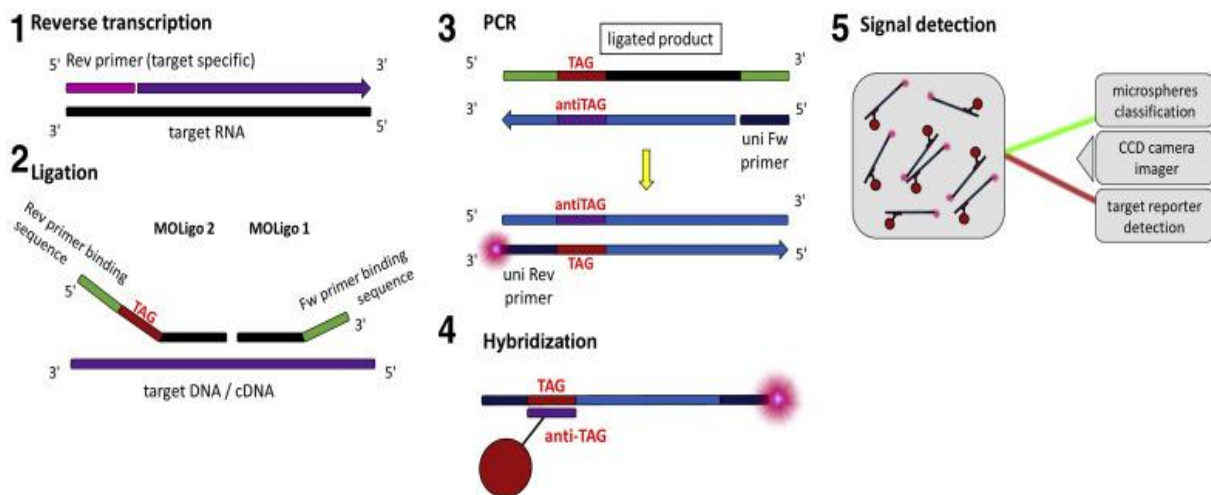 1 Reverse transcription
5'
Rev primer (target specific)
3'
3'
target RNA
5'
2 Ligation
Rev primer binding
sequence
MOLigo 2
MOLigo 1
Fw primer binding
sequence
5'
TAG
3'
3'
5'
target DNA / cDNA
3 PCR
ligated product
5'
TAG
3'
3'
antiTAG
5'
uni Fw
primer
5'
antiTAG
3'
3'
TAG
5'
uni Rev
primer
4 Hybridization
TAG
anti-TAG
5 Signal detection
microspheres
classification
CCD camera
imager
target reporter
detection